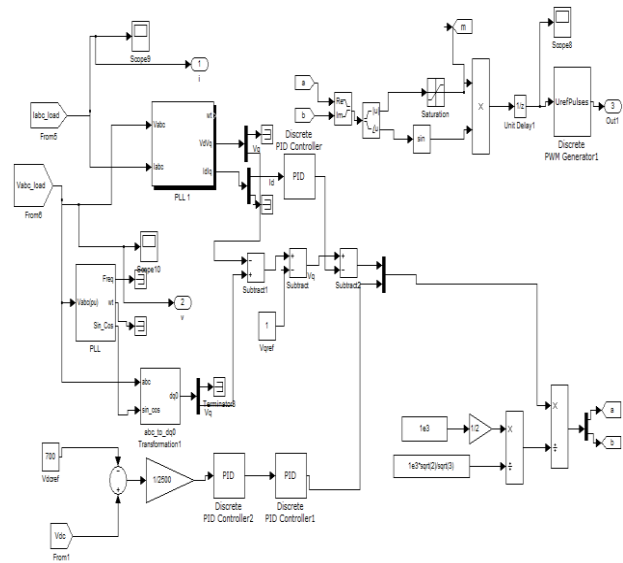 Scope9
1
i
Iabc_load
From5
Vabc
Iabc
wt
VdVq
IdIq
PLL 1
Vq
Id
Discrete
PID Controller
PID
a
b
Re
Im
|u|
Saturation
sin
m
X
1/z
Unit Delay1
Scope8
Uref
Pulses
Discrete
PWM Generator1
3
Out1
Vabc_load
From6
Scope10
2
v
Vabc(pu)
Freq
wt
Sin_Cos
PLL
-
+
Subtract1
+
-
Subtract
Vq
+
-
Subtract2
1
Vqref
abc
sin_cos
dq0
abc_to_dq0
Transformation1
Terminator3
Vq
700
Vdcref
-
+
Vdc
From1
1/2500
PID
Discrete
PID Controller2
PID
Discrete
PID Controller1
1e3
1/2
1e3*sqrt(2)/sqrt(3)
X
÷
X
÷
a
b